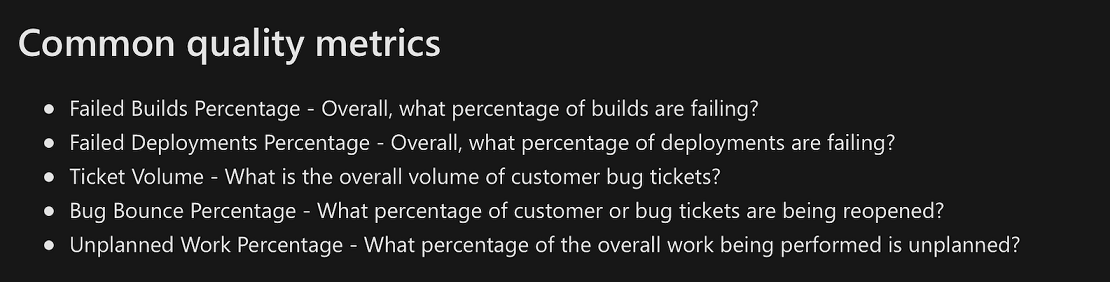 Common quality metrics
• Failed Builds Percentage - Overall, what percentage of builds are failing?
• Failed Deployments Percentage - Overall, what percentage of deployments are failing?
• Ticket Volume - What is the overall volume of customer bug tickets?
• Bug Bounce Percentage - What percentage of customer or bug tickets are being reopened?
• Unplanned Work Percentage - What percentage of the overall work being performed is unplanned?